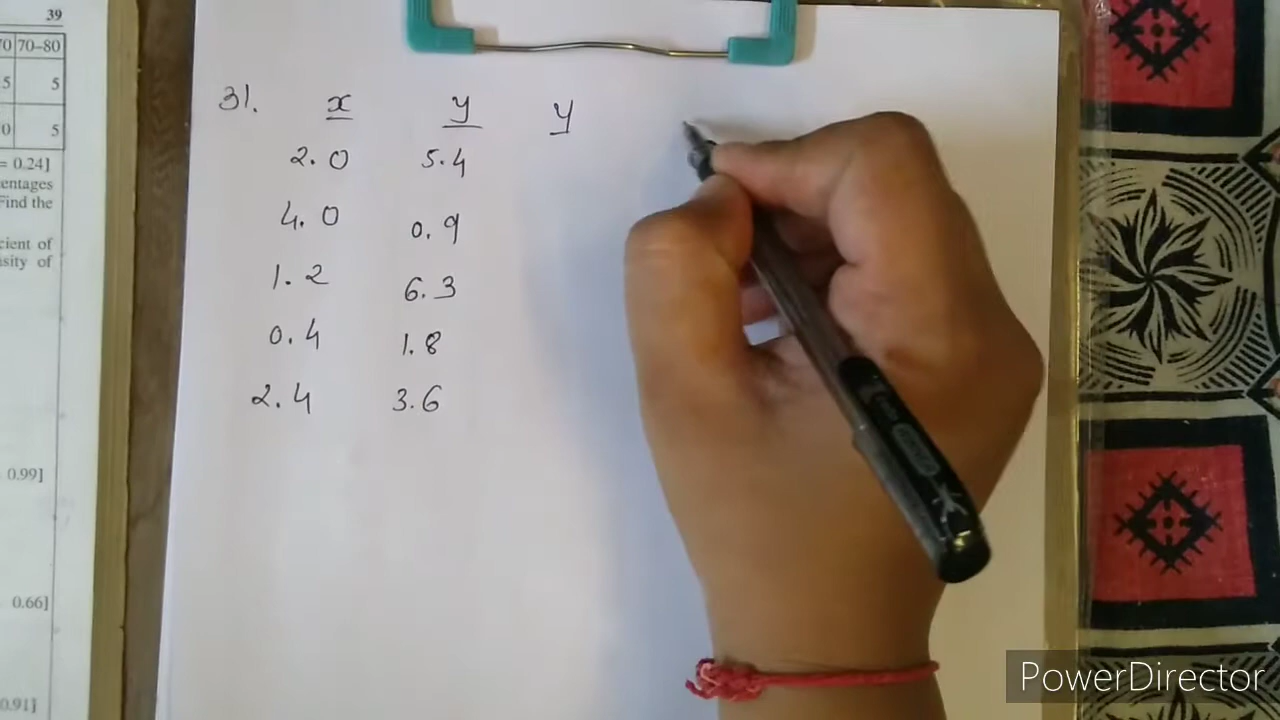 39
0 70–80
5 5
0 5
= 0.24]
entages
Find the
cient of
sity of
0.99]
0.66]
0.91]
31. x y y
2.0 5.4
4.0 0.9
1.2 6.3
0.4 1.8
2.4 3.6
PowerDirector